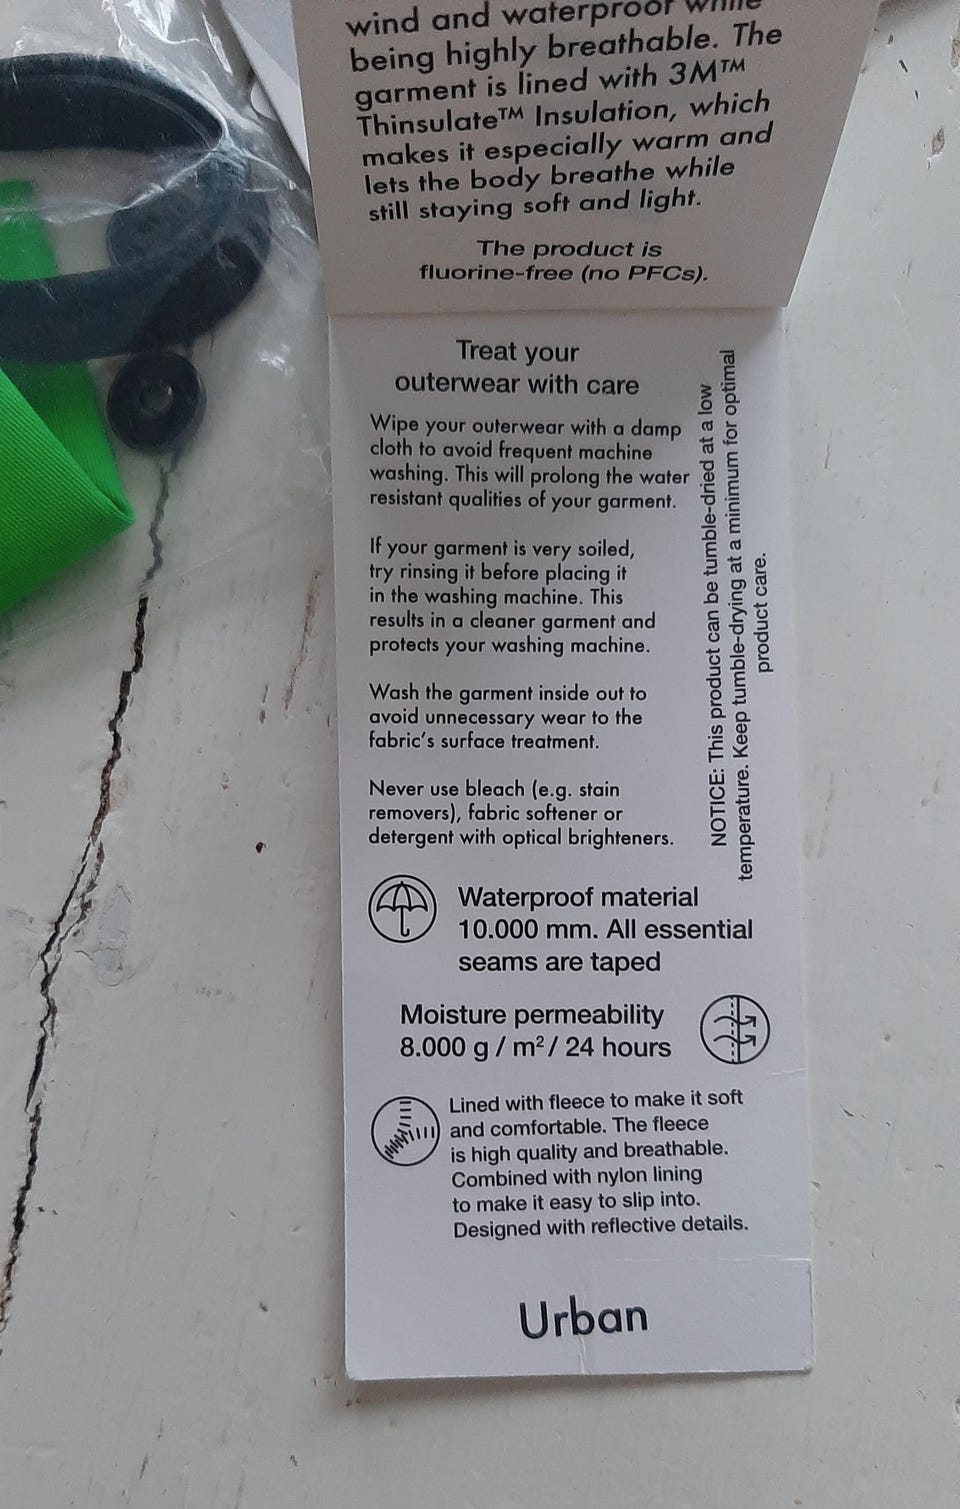 wind and waterproof while
being highly breathable. The
garment is lined with 3M™
Thinsulate™ Insulation, which
makes it especially warm and
lets the body breathe while
still staying soft and light.
The product is
fluorine-free (no PFCs).
Treat your
outerwear with care
Wipe your outerwear with a damp
cloth to avoid frequent machine
washing. This will prolong the water
resistant qualities of your garment.
If your garment is very soiled,
try rinsing it before placing it
in the washing machine. This
results in a cleaner garment and
protects your washing machine.
Wash the garment inside out to
avoid unnecessary wear to the
fabric's surface treatment.
Never use bleach (e.g. stain
removers), fabric softener or
detergent with optical brighteners.
NOTICE: This product can be tumble-dried at a low
temperature. Keep tumble-drying at a minimum for optimal
product care.
Waterproof material
10.000 mm. All essential
seams are taped
Moisture permeability
8.000 g / m² / 24 hours
Lined with fleece to make it soft
and comfortable. The fleece
is high quality and breathable.
Combined with nylon lining
to make it easy to slip into.
Designed with reflective details.
Urban